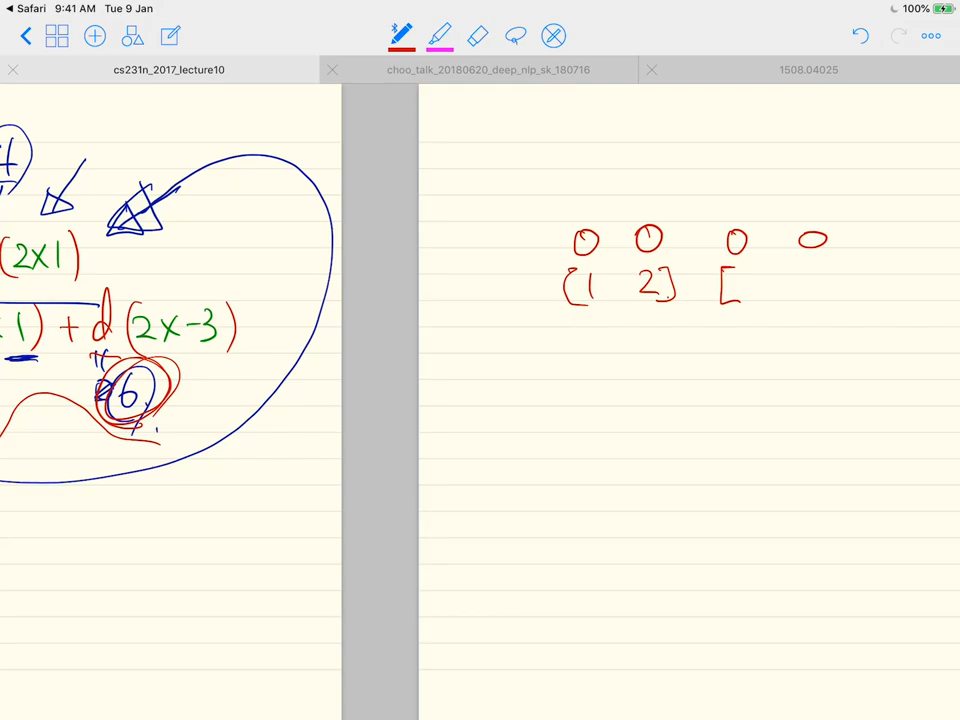 Safari 9:41 AM Tue 9 Jan 100%
cs231n_2017_lecture10 choo_talk_20180620_deep_nlp_sk_180716 1508.04025
(2x1)
1) + d (2x-3)
6
0 0 0 0
[1 2] [